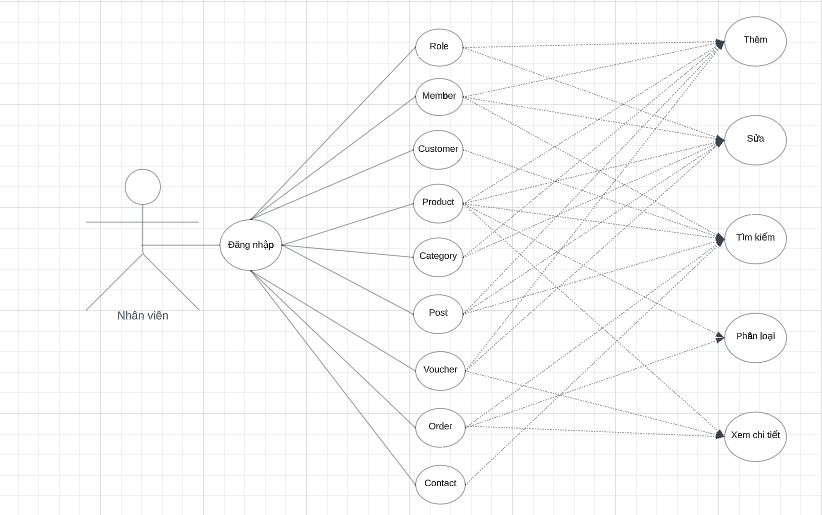 Role
Member
Customer
Product
Category
Post
Voucher
Order
Contact
Đăng nhập
Nhân viên
Thêm
Sửa
Tìm kiếm
Phân loại
Xem chi tiết